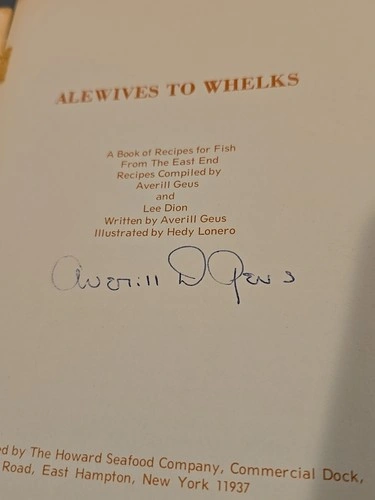 ALEWIVES TO WHELKS
A Book of Recipes for Fish
From The East End
Recipes Compiled by
Averill Geus
and
Lee Dion
Written by Averill Geus
Illustrated by Hedy Lonero
Averill D Geus
ed by The Howard Seafood Company, Commercial Dock,
Road, East Hampton, New York 11937